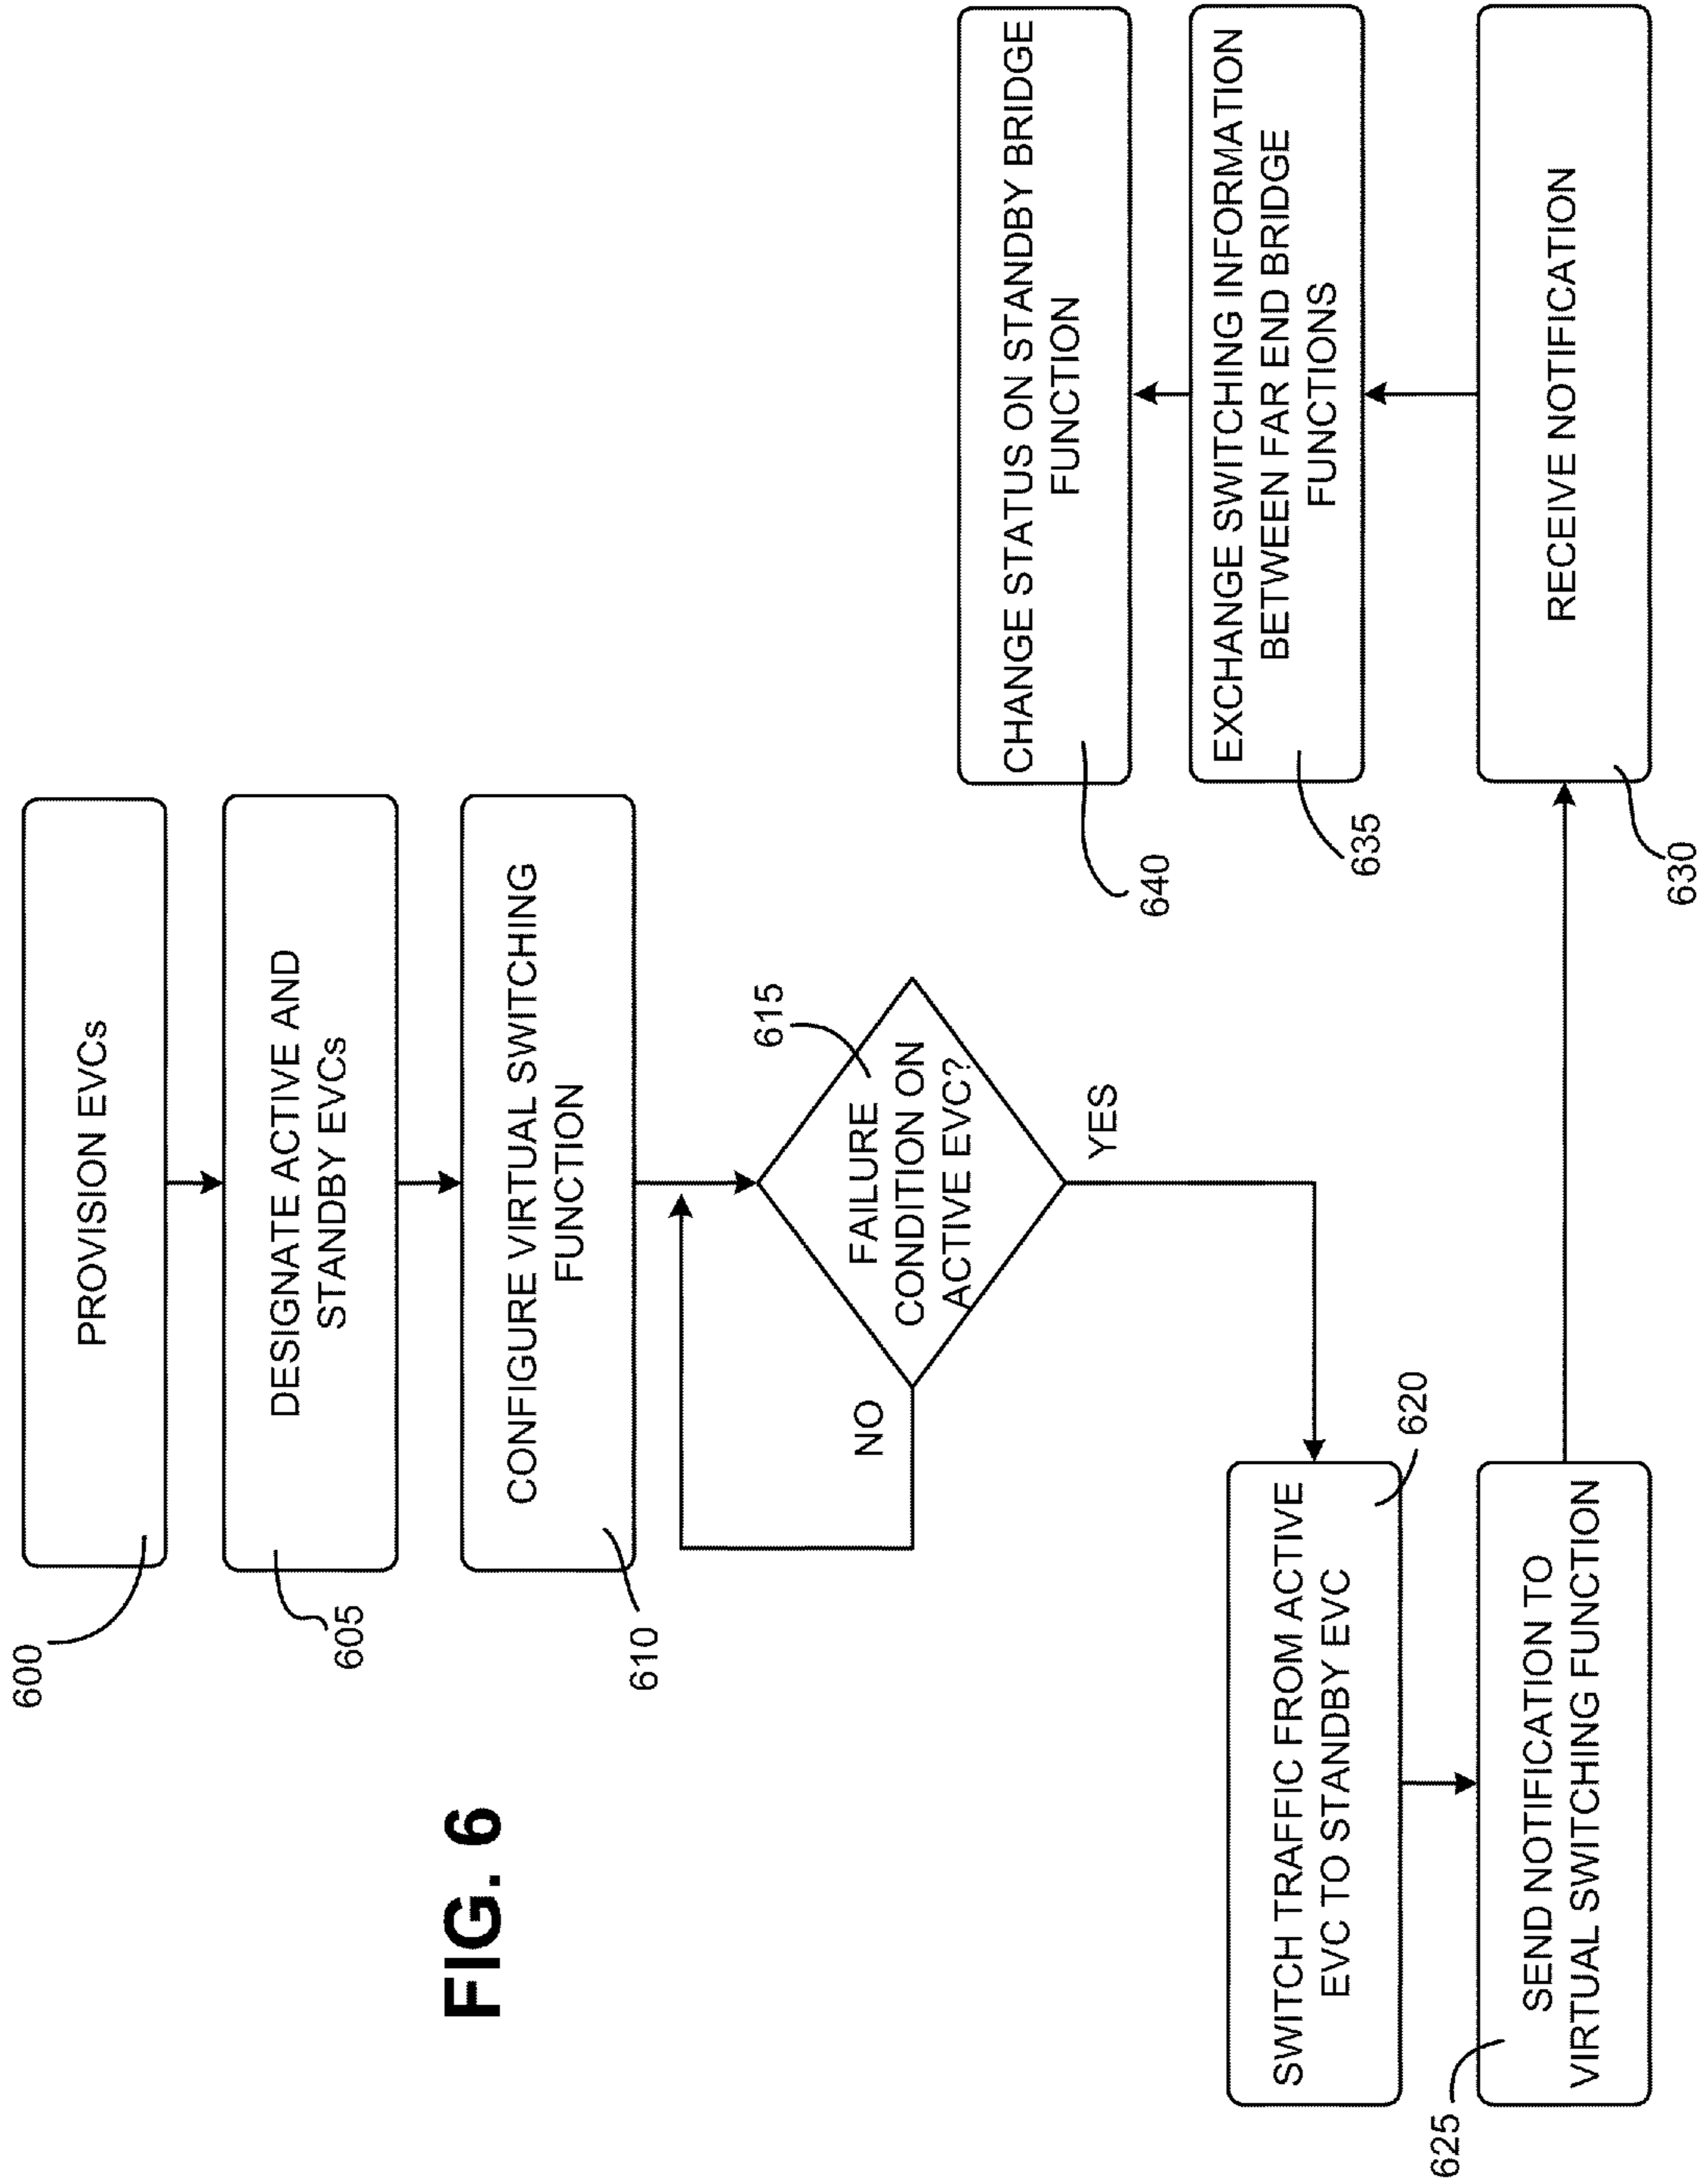 FIG. 6
600
PROVISION EVCs
605
DESIGNATE ACTIVE AND
STANDBY EVCs
610
CONFIGURE VIRTUAL SWITCHING
FUNCTION
615
FAILURE
CONDITION ON
ACTIVE EVC?
NO
YES
620
SWITCH TRAFFIC FROM ACTIVE
EVC TO STANDBY EVC
625
SEND NOTIFICATION TO
VIRTUAL SWITCHING FUNCTION
630
RECEIVE NOTIFICATION
635
EXCHANGE SWITCHING INFORMATION
BETWEEN FAR END BRIDGE
FUNCTIONS
640
CHANGE STATUS ON STANDBY BRIDGE
FUNCTION